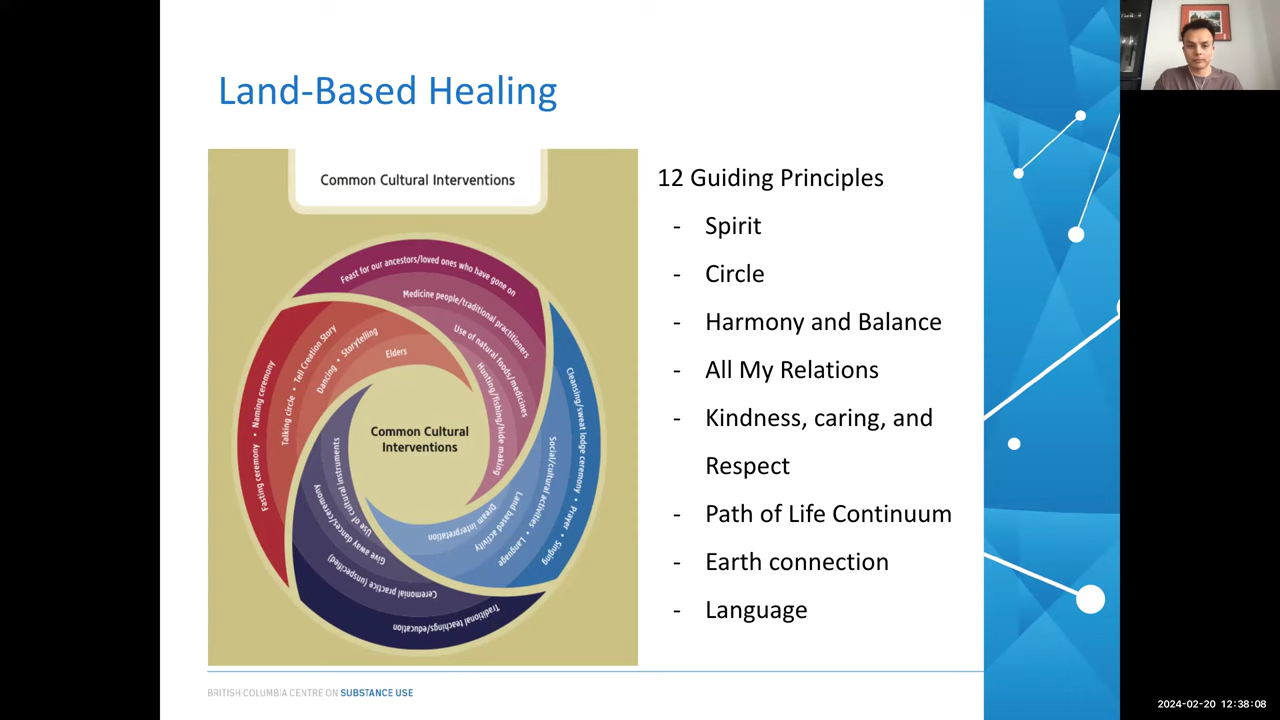 Land-Based Healing
Common Cultural Interventions
Feast for our ancestors/loved ones who have gone on
Medicine people/traditional practitioners
Use of natural foods/medicines
Hunting/fishing/hide making
Fasting ceremony • Naming ceremony
Talking circle • Tell Creation Story
Dancing • Storytelling
Elders
Common Cultural
Interventions
Cleansing/sweat lodge ceremony • Prayer • Singing
Social/cultural activities • Language
Land based activity
Dream interpretation
Use of cultural instruments
Give away dances/ceremony
Ceremonial practice (unspecified)
Traditional teachings/education
12 Guiding Principles
- Spirit
- Circle
- Harmony and Balance
- All My Relations
- Kindness, caring, and
Respect
- Path of Life Continuum
- Earth connection
- Language
BRITISH COLUMBIA CENTRE ON SUBSTANCE USE
2024-02-20 12:38:08